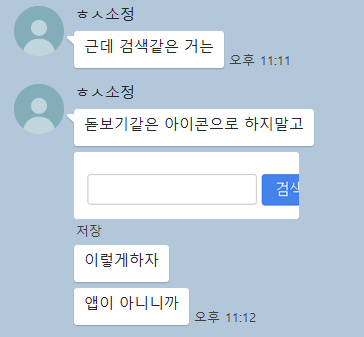 ㅎㅅ소정
근데 검색같은 거는
오후 11:11
ㅎㅅ소정
돋보기같은 아이콘으로 하지말고
검색
저장
이렇게하자
앱이 아니니까
오후 11:12